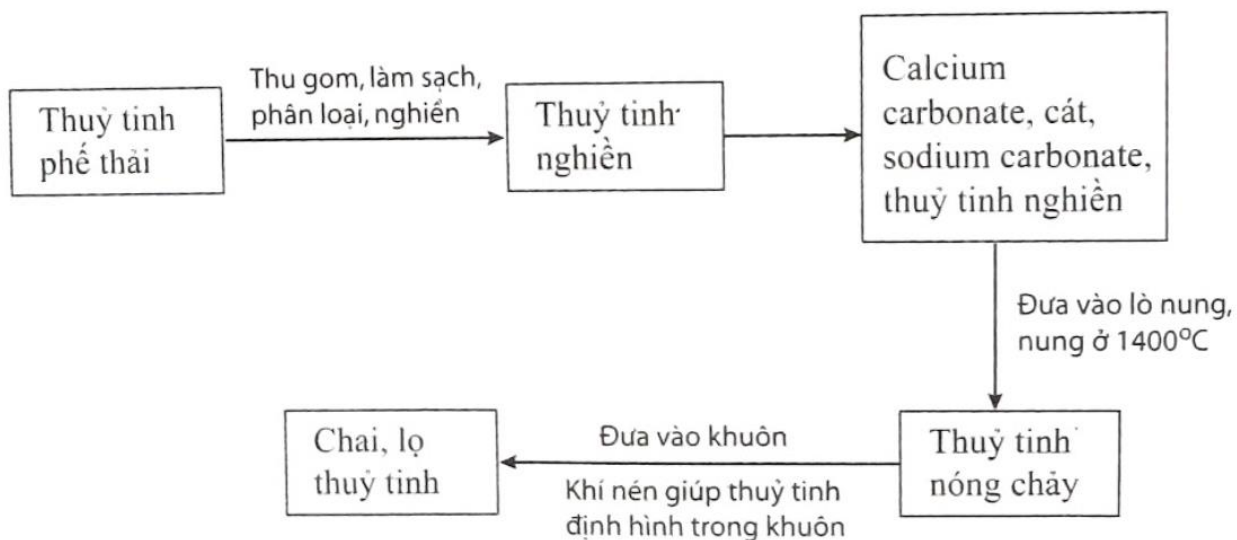 Thuỷ tinh
phế thải
Thu gom, làm sạch,
phân loại, nghiền
Thuỷ tinh
nghiền
Calcium
carbonate, cát,
sodium carbonate,
thuỷ tinh nghiền
Đưa vào lò nung,
nung ở 1400°C
Thuỷ tinh
nóng chảy
Đưa vào khuôn
Khí nén giúp thuỷ tinh
định hình trong khuôn
Chai, lọ
thuỷ tinh